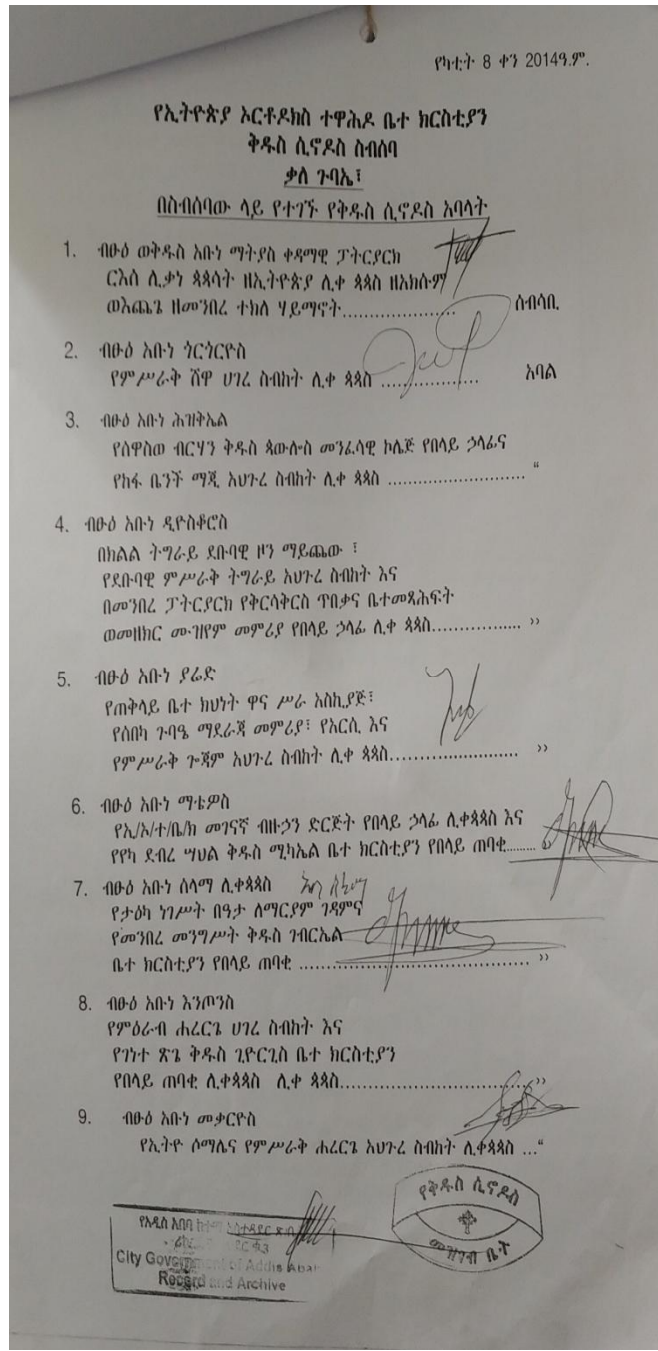 የካቲት 8 ቀን 2014ዓ.ም.
የኢትዮጵያ ኦርቶዶክስ ተዋሕዶ ቤተ ክርስቲያን
ቅዱስ ሲኖዶስ ስብሰባ
ቃለ ጉባኤ፣
በስብሰባው ላይ የተገኙ የቅዱስ ሲኖዶስ አባላት
1. ብፁዕ ወቅዱስ አቡነ ማትያስ ቀዳማዊ ፓትርያርክ
ርእሰ ሊቃነ ጳጳሳት ዘኢትዮጵያ ሊቀ ጳጳስ ዘአክሱም
ወእጨጌ ዘመንበረ ተክለ ሃይማኖት.................... ሰብሳቢ
2. ብፁዕ አቡነ ጎርጎርዮስ
የምሥራቅ ሸዋ ሀገረ ስብከት ሊቀ ጳጳስ .................. አባል
3. ብፁዕ አቡነ ሕዝቅኤል
የሰዋስወ ብርሃን ቅዱስ ጳውሎስ መንፈሳዊ ኮሌጅ የበላይ ኃላፊና
የከፋ ቤንች ማጂ አህጉረ ስብከት ሊቀ ጳጳስ ........................... “
4. ብፁዕ አቡነ ዲዮስቆሮስ
በክልል ትግራይ ደቡባዊ ዞን ማይጨው ፣
የደቡባዊ ምሥራቅ ትግራይ አህጉረ ስብከት እና
በመንበረ ፓትርያርክ የቅርሳቅርስ ጥበቃና ቤተመጻሕፍት
ወመዘክር ሙዝየም መምሪያ የበላይ ኃላፊ ሊቀ ጳጳስ.................. ››
5. ብፁዕ አቡነ ያሬድ
የጠቅላይ ቤተ ክህነት ዋና ሥራ አስኪያጅ፣
የሰበካ ጉባዔ ማደራጃ መምሪያ፣ የአርሲ እና
የምሥራቅ ጐጃም አህጉረ ስብከት ሊቀ ጳጳስ......................... ››
6. ብፁዕ አቡነ ማቴዎስ
የኢ/ኦ/ተ/ቤ/ክ መገናኛ ብዙኃን ድርጅት የበላይ ኃላፊ ሊቀጳጳስ እና
የየካ ደብረ ሣህል ቅዱስ ሚካኤል ቤተ ክርስቲያን የበላይ ጠባቂ..........
7. ብፁዕ አቡነ ሰላማ ሊቀጳጳስ
የታዕካ ነገሥት በዓታ ለማርያም ገዳምና
የመንበረ መንግሥት ቅዱስ ገብርኤል
ቤተ ክርስቲያን የበላይ ጠባቂ ................................................ ››
8. ብፁዕ አቡነ እንጦንስ
የምዕራብ ሐረርጌ ሀገረ ስብከት እና
የገነተ ጽጌ ቅዱስ ጊዮርጊስ ቤተ ክርስቲያን
የበላይ ጠባቂ ሊቀጳጳስ ሊቀ ጳጳስ....................................››
9. ብፁዕ አቡነ መቃርዮስ
የኢትዮ ሶማሌና የምሥራቅ ሐረርጌ አህጉረ ስብከት ሊቀጳጳስ ...“
የቅዱስ ሲኖዶስ
መዝገብ ቤት
የአዲስ አበባ ከተማ አስተዳደር
City Government of Addis Ababa
Record and Archive